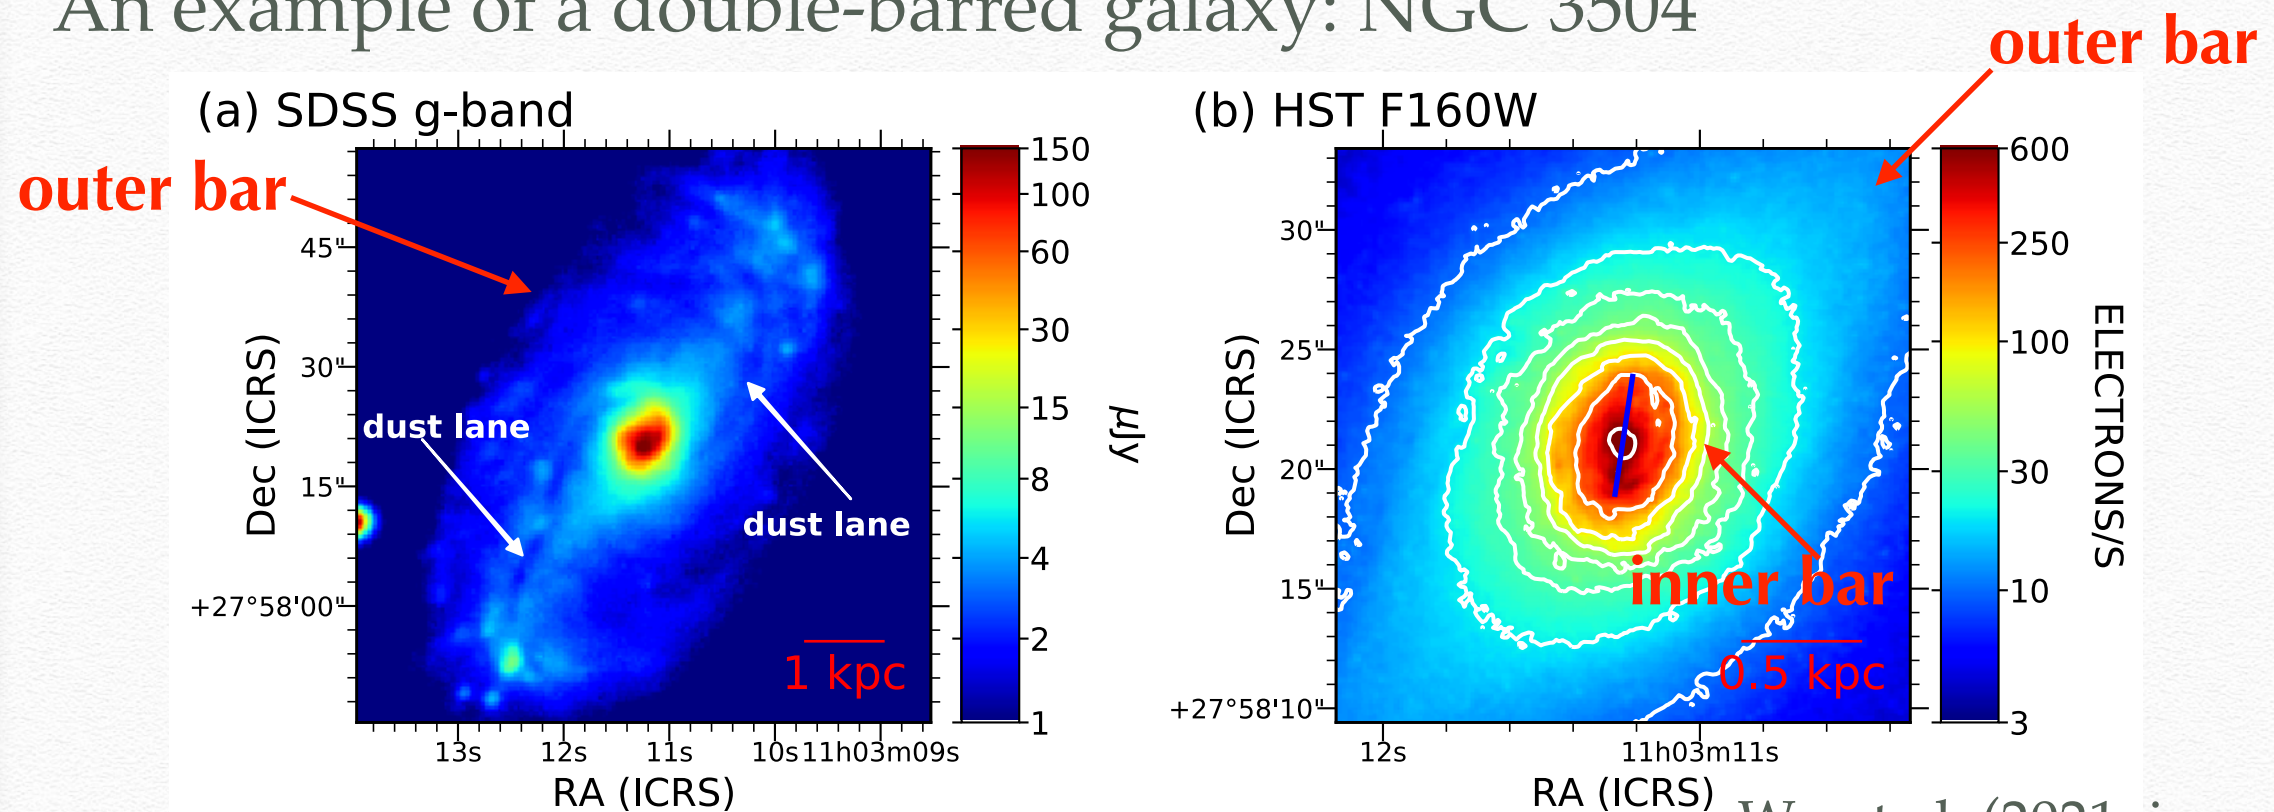 An example of a double-barred galaxy: NGC 3504
outer bar
(a) SDSS g-band
outer bar
45"
30"
15"
+27°58'00"
Dec (ICRS)
dust lane
dust lane
1 kpc
13s 12s 11s 10s 11h03m09s
RA (ICRS)
150
100
60
30
15
8
4
2
1
μJy
(b) HST F160W
30"
25"
20"
15"
+27°58'10"
Dec (ICRS)
inner bar
0.5 kpc
12s 11h03m11s
RA (ICRS)
600
250
100
30
10
3
ELECTRONS/S